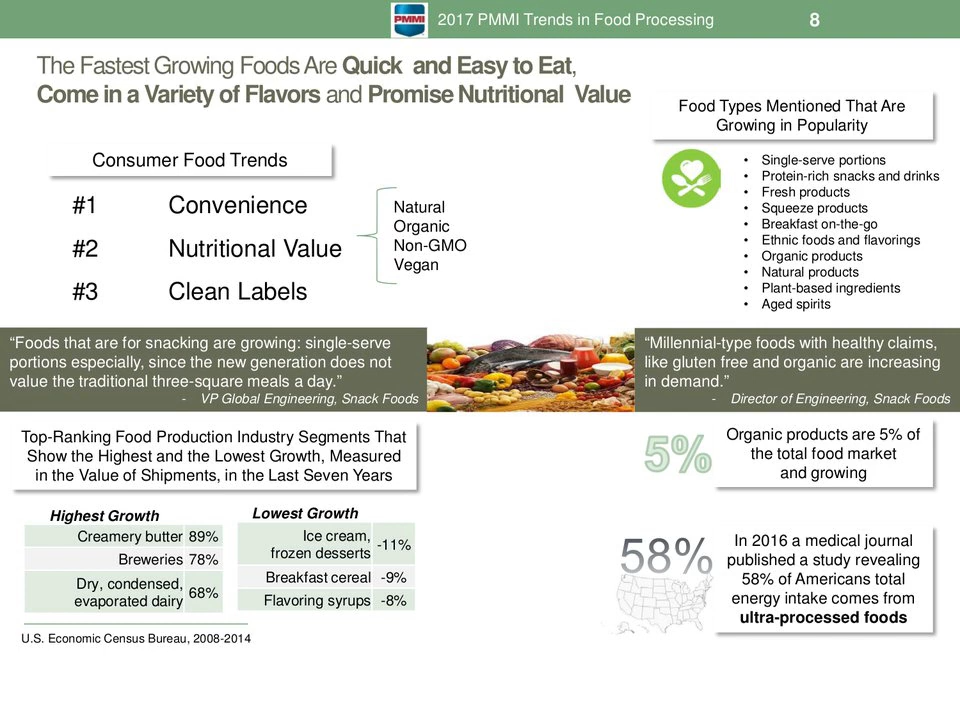 PMMI
2017 PMMI Trends in Food Processing
8
The Fastest Growing Foods Are Quick and Easy to Eat,
Come in a Variety of Flavors and Promise Nutritional Value
Consumer Food Trends
#1 Convenience
#2 Nutritional Value
#3 Clean Labels
Natural
Organic
Non-GMO
Vegan
Food Types Mentioned That Are
Growing in Popularity
• Single-serve portions
• Protein-rich snacks and drinks
• Fresh products
• Squeeze products
• Breakfast on-the-go
• Ethnic foods and flavorings
• Organic products
• Natural products
• Plant-based ingredients
• Aged spirits
“Foods that are for snacking are growing: single-serve
portions especially, since the new generation does not
value the traditional three-square meals a day.”
- VP Global Engineering, Snack Foods
“Millennial-type foods with healthy claims,
like gluten free and organic are increasing
in demand.”
- Director of Engineering, Snack Foods
Top-Ranking Food Production Industry Segments That
Show the Highest and the Lowest Growth, Measured
in the Value of Shipments, in the Last Seven Years
Highest Growth
Creamery butter 89%
Breweries 78%
Dry, condensed,
evaporated dairy 68%
Lowest Growth
Ice cream,
frozen desserts -11%
Breakfast cereal -9%
Flavoring syrups -8%
U.S. Economic Census Bureau, 2008-2014
5%
Organic products are 5% of
the total food market
and growing
58%
In 2016 a medical journal
published a study revealing
58% of Americans total
energy intake comes from
ultra-processed foods